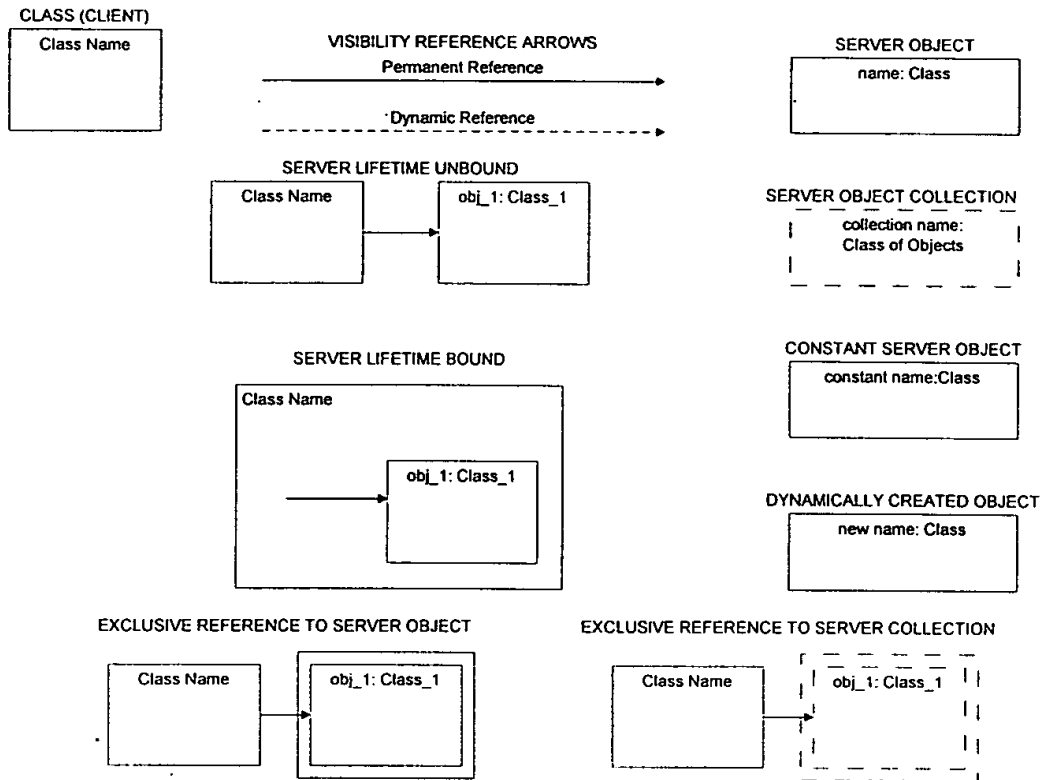 CLASS (CLIENT)
Class Name
VISIBILITY REFERENCE ARROWS
Permanent Reference
Dynamic Reference
SERVER OBJECT
name: Class
SERVER LIFETIME UNBOUND
Class Name
obj_1: Class_1
SERVER OBJECT COLLECTION
collection name:
Class of Objects
SERVER LIFETIME BOUND
Class Name
obj_1: Class_1
CONSTANT SERVER OBJECT
constant name:Class
DYNAMICALLY CREATED OBJECT
new name: Class
EXCLUSIVE REFERENCE TO SERVER OBJECT
Class Name
obj_1: Class_1
EXCLUSIVE REFERENCE TO SERVER COLLECTION
Class Name
obj_1: Class_1